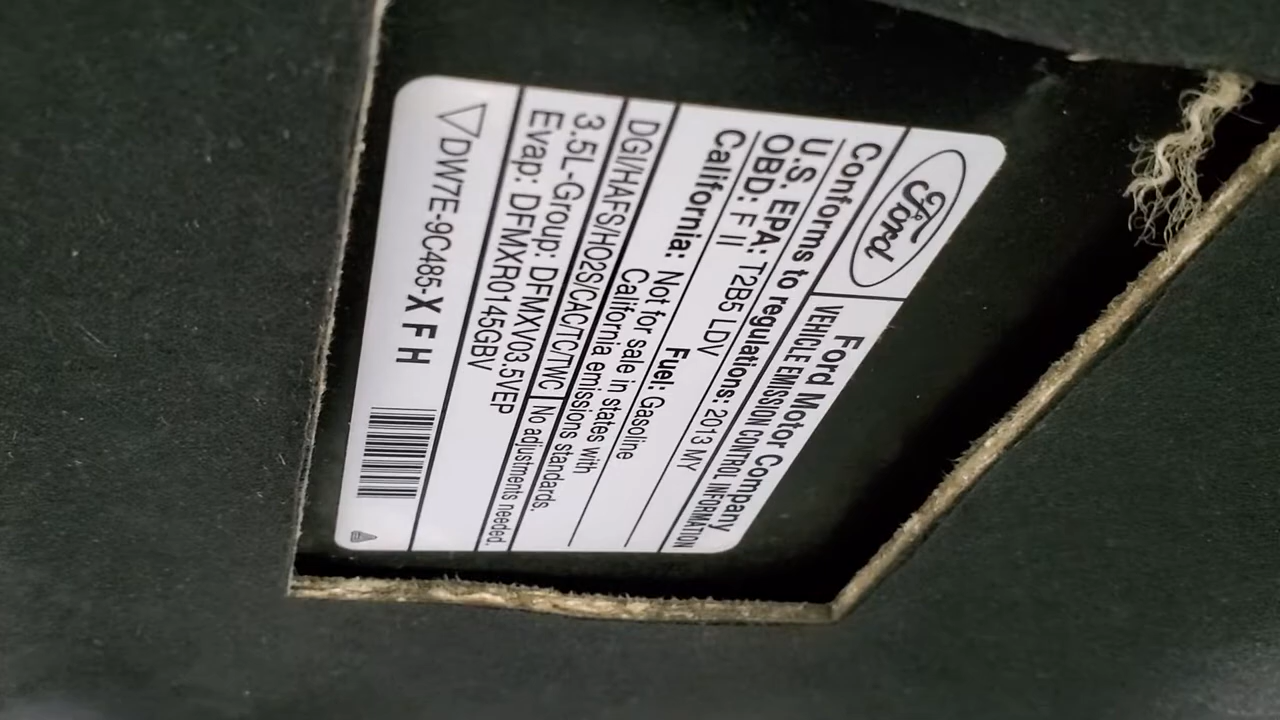 Ford
Ford Motor Company
VEHICLE EMISSION CONTROL INFORMATION
Conforms to regulations: 2013 MY
U.S. EPA: T2B5 LDV
OBD: F II Fuel: Gasoline
California: Not for sale in states with
California emissions standards.
DGI/HAFS/HO2S/CAC/TC/TWC No adjustments needed.
3.5L-Group: DFMXV03.5VEP
Evap: DFMXR0145GBV
DW7E-9C485-X F H